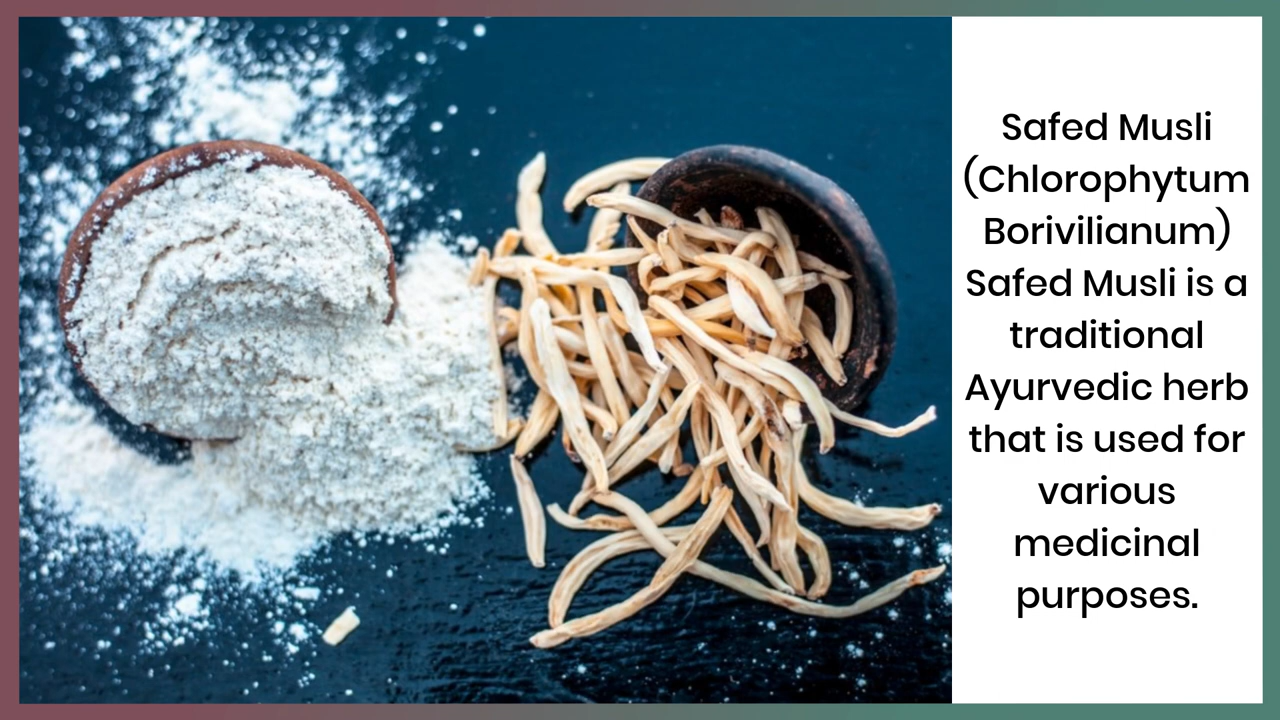 Safed Musli
(Chlorophytum
Borivilianum)
Safed Musli is a
traditional
Ayurvedic herb
that is used for
various
medicinal
purposes.